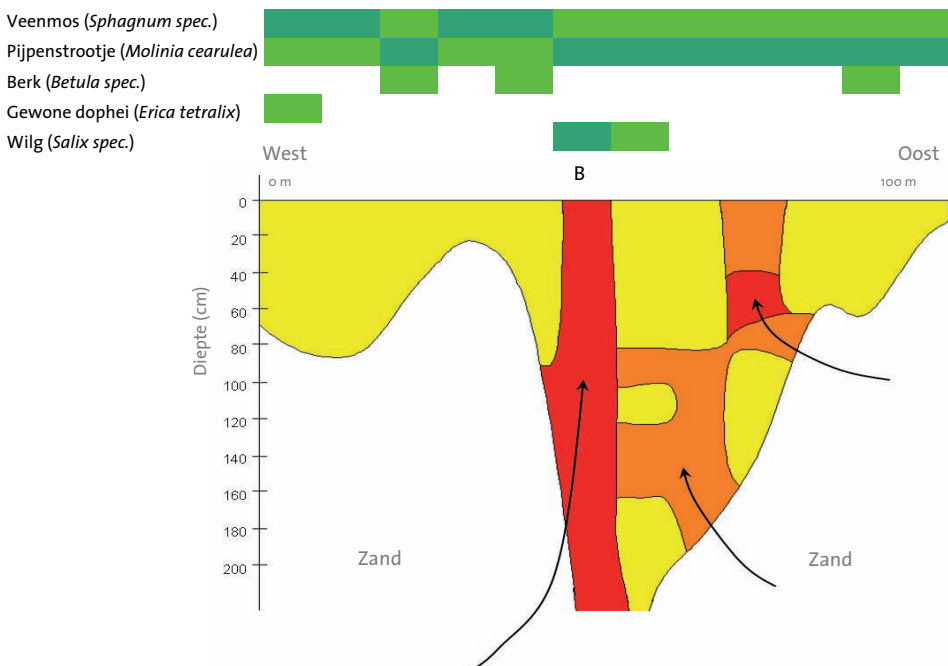 Veenmos (Sphagnum spec.)
Pijpenstrootje (Molinia cearulea)
Berk (Betula spec.)
Gewone dophei (Erica tetralix)
Wilg (Salix spec.)
West
Oost
B
0 m
100 m
Diepte (cm)
0
20
40
60
80
100
120
140
160
180
200
Zand
Zand